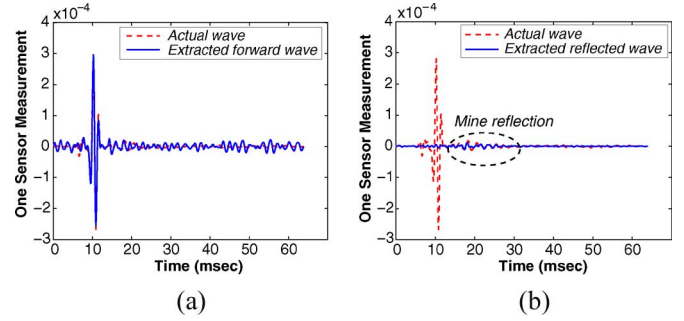 ×10⁻⁴
4
3
2
1
0
−1
−2
−3
One Sensor Measurement
Actual wave
Extracted forward wave
0 10 20 30 40 50 60
Time (msec)
(a)
×10⁻⁴
4
3
2
1
0
−1
−2
−3
One Sensor Measurement
Actual wave
Extracted reflected wave
Mine reflection
0 10 20 30 40 50 60
Time (msec)
(b)